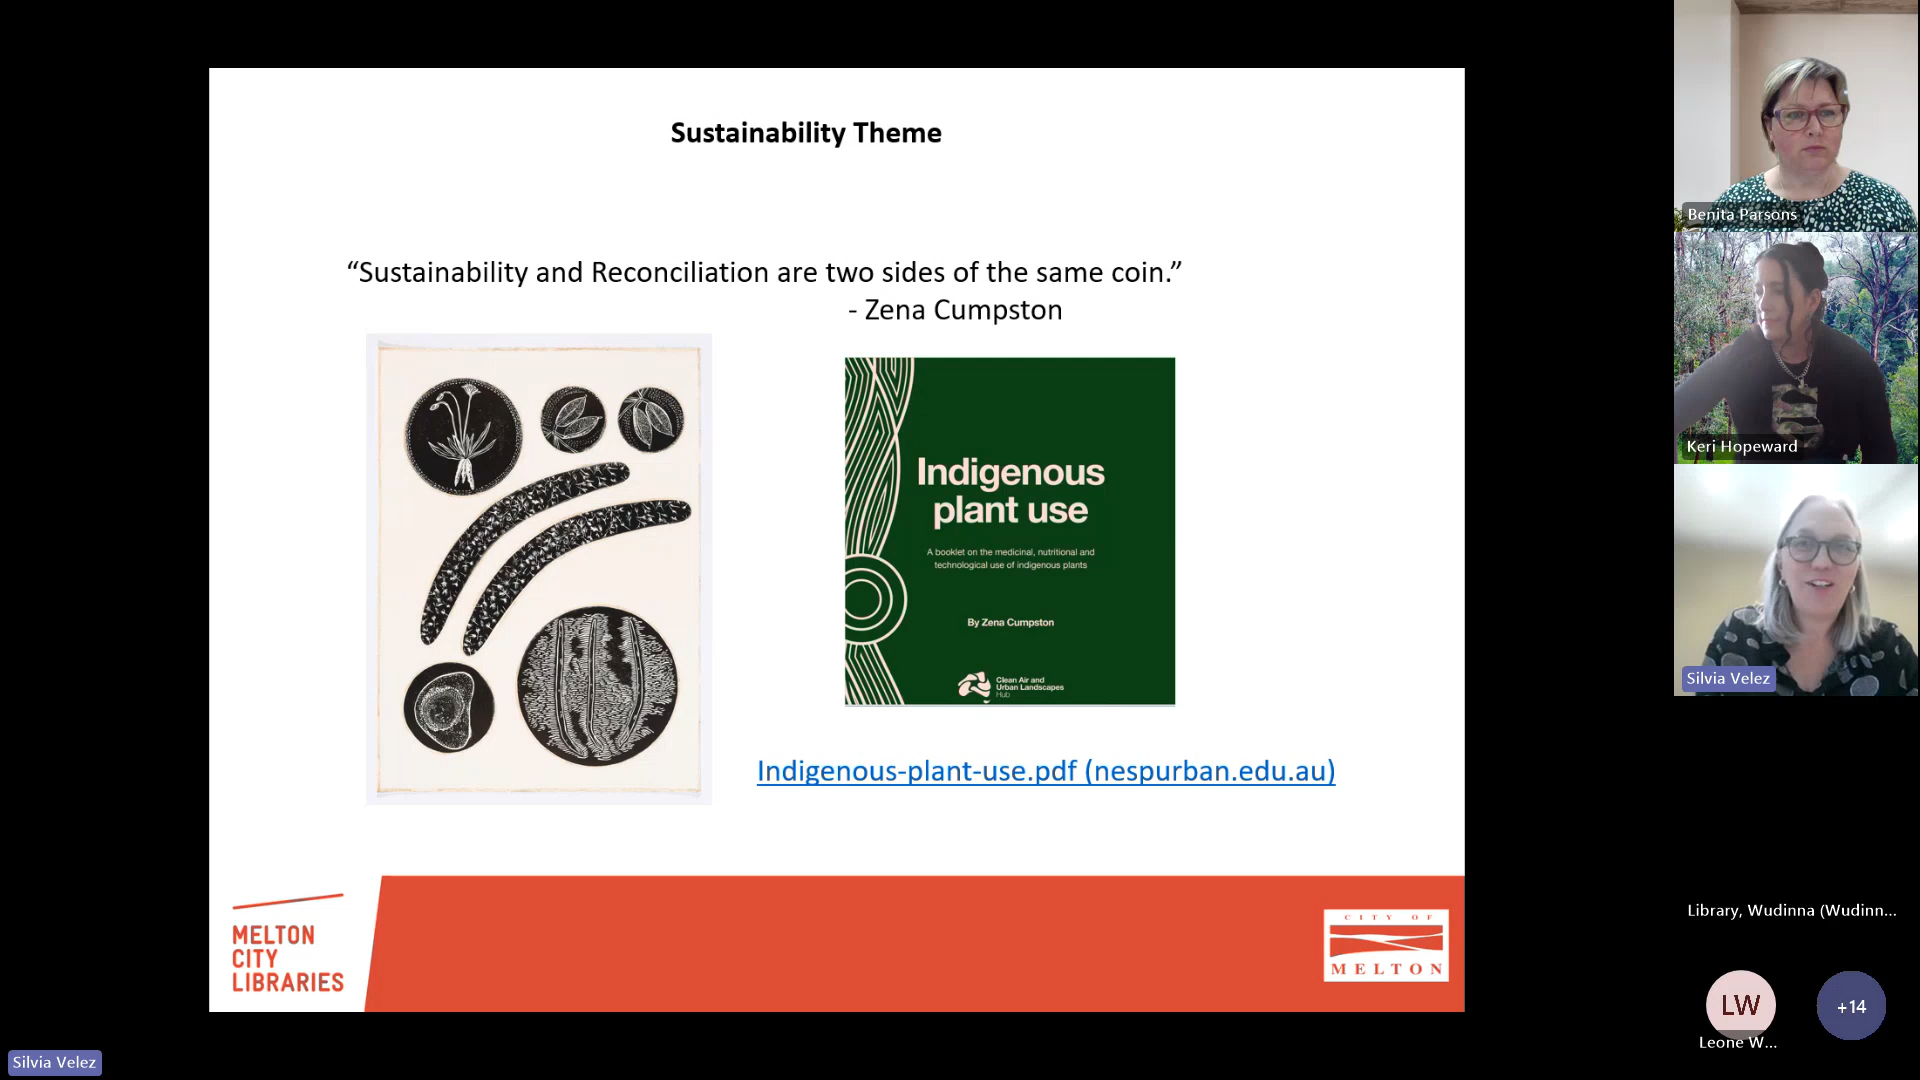 Sustainability Theme
“Sustainability and Reconciliation are two sides of the same coin.”
- Zena Cumpston
Indigenous
plant use
A booklet on the medicinal, nutritional and
technological use of indigenous plants
By Zena Cumpston
Clean Air and
Urban Landscapes
Hub
Indigenous-plant-use.pdf (nespurban.edu.au)
MELTON
CITY
LIBRARIES
CITY OF
MELTON
Silvia Velez
Benita Parsons
Keri Hopeward
Silvia Velez
Library, Wudinna (Wudinn...
LW
+14
Leone W...